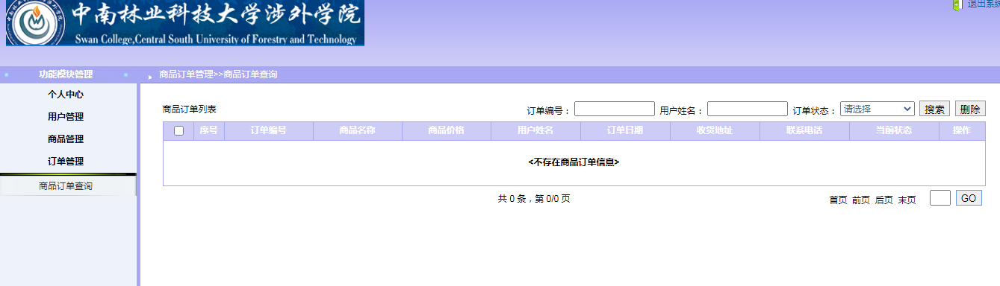 中南林业科技大学涉外学院
Swan College,Central South University of Forestry and Technology
退出系统
功能模块管理
商品订单管理>>商品订单查询
个人中心
用户管理
商品管理
订单管理
商品订单查询
商品订单列表 订单编号： 用户姓名： 订单状态： 请选择 搜索 删除
序号 订单编号 商品名称 商品价格 用户姓名 订单日期 收货地址 联系电话 当前状态 操作
<不存在商品订单信息>
共 0 条，第 0/0 页 首页 前页 后页 末页 GO